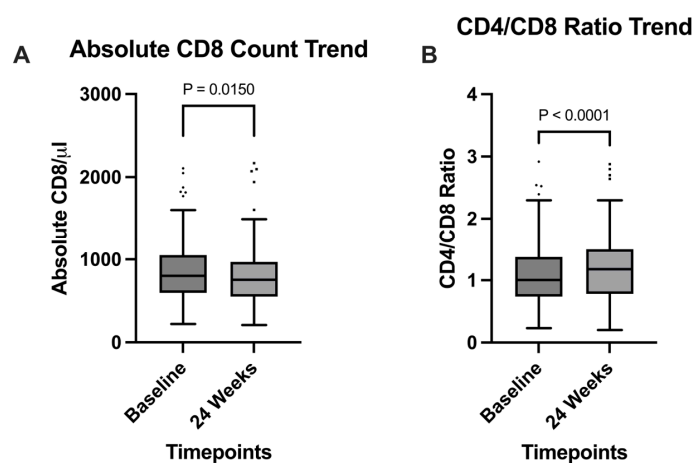 A
Absolute CD8 Count Trend
P = 0.0150
Absolute CD8/µl
3000
2000
1000
0
Baseline
24 Weeks
Timepoints
CD4/CD8 Ratio Trend
B
P < 0.0001
CD4/CD8 Ratio
4
3
2
1
0
Baseline
24 Weeks
Timepoints